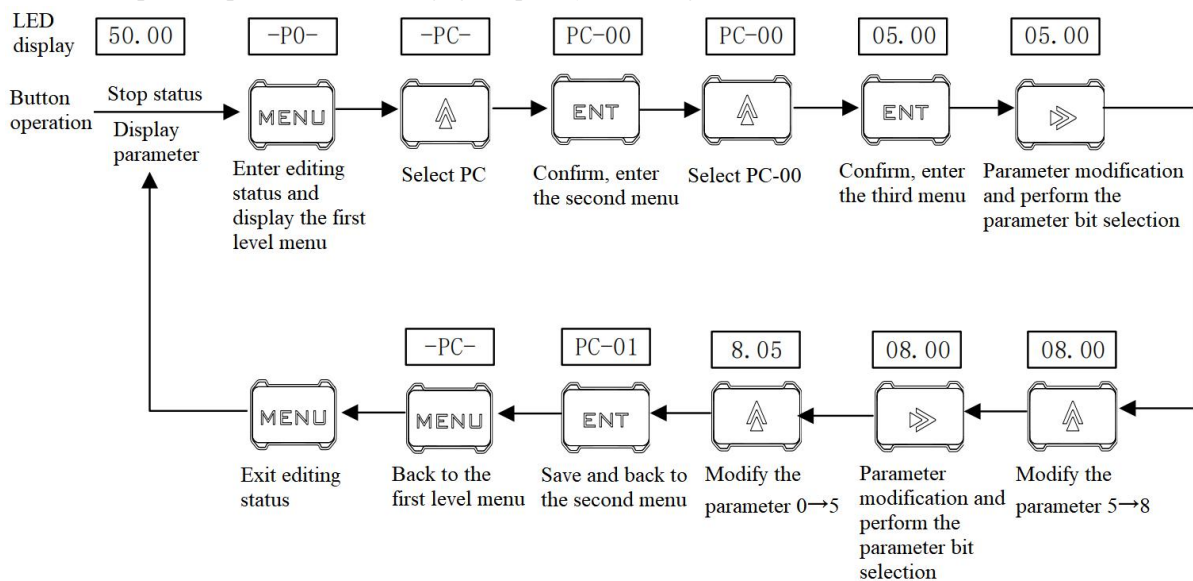 LED
display
50.00
-P0-
-PC-
PC-00
PC-00
05.00
05.00
Button
operation
Stop status
Display
parameter
MENU
ENT
ENT
Enter editing
status and
display the first
level menu
Select PC
Confirm, enter
the second menu
Select PC-00
Confirm, enter
the third menu
Parameter modification
and perform the
parameter bit selection
-PC-
PC-01
8.05
08.00
08.00
MENU
MENU
ENT
Exit editing
status
Back to the
first level menu
Save and back to
the second menu
Modify the
parameter 0→5
Parameter
modification and
perform the
parameter bit
selection
Modify the
parameter 5→8